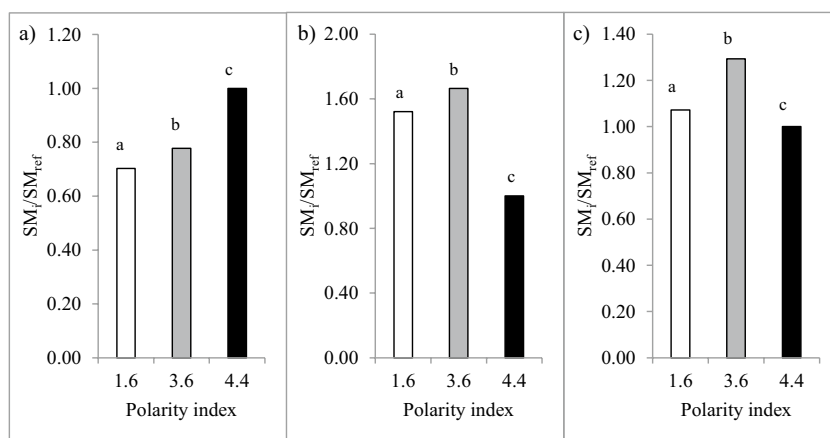 a)
1.20
1.00
0.80
0.60
0.40
0.20
0.00
SMi/SMref
a
b
c
1.6 3.6 4.4
Polarity index
b)
2.00
1.60
1.20
0.80
0.40
0.00
SMi/SMref
a
b
c
1.6 3.6 4.4
Polarity index
c)
1.40
1.20
1.00
0.80
0.60
0.40
0.20
0.00
SMi/SMref
a
b
c
1.6 3.6 4.4
Polarity index